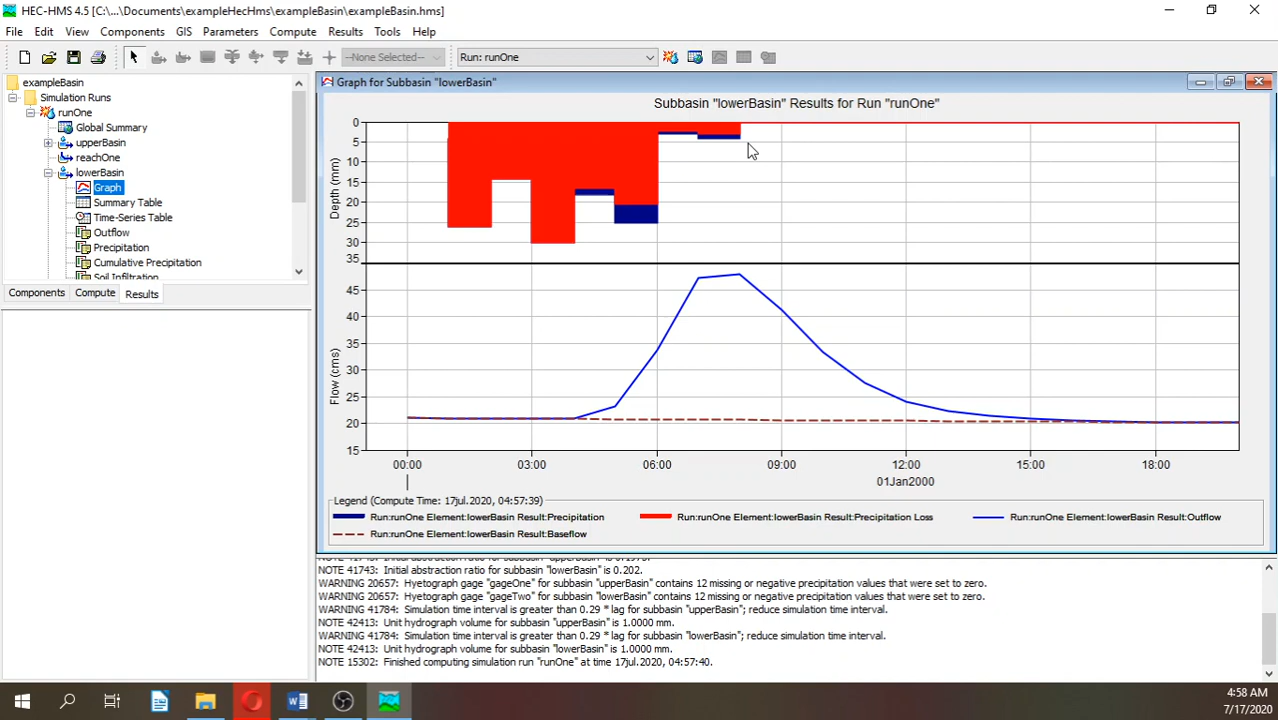 HEC-HMS 4.5 [C:\...\Documents\exampleHecHms\exampleBasin\exampleBasin.hms]
File Edit View Components GIS Parameters Compute Results Tools Help
--None Selected-- Run: runOne
exampleBasin
Simulation Runs
runOne
Global Summary
upperBasin
reachOne
lowerBasin
Graph
Summary Table
Time-Series Table
Outflow
Precipitation
Cumulative Precipitation
Soil Infiltration
Components Compute Results
Graph for Subbasin "lowerBasin"
Subbasin "lowerBasin" Results for Run "runOne"
Depth (mm)
0
5
10
15
20
25
30
35
Flow (cms)
45
40
35
30
25
20
15
00:00 03:00 06:00 09:00 12:00 15:00 18:00
01Jan2000
Legend (Compute Time: 17jul.2020, 04:57:39)
Run:runOne Element:lowerBasin Result:Precipitation Run:runOne Element:lowerBasin Result:Precipitation Loss Run:runOne Element:lowerBasin Result:Outflow
Run:runOne Element:lowerBasin Result:Baseflow
NOTE 41743: Initial abstraction ratio for subbasin "lowerBasin" is 0.202.
WARNING 20657: Hyetograph gage "gageOne" for subbasin "upperBasin" contains 12 missing or negative precipitation values that were set to zero.
WARNING 20657: Hyetograph gage "gageTwo" for subbasin "lowerBasin" contains 12 missing or negative precipitation values that were set to zero.
WARNING 41784: Simulation time interval is greater than 0.29 * lag for subbasin "upperBasin"; reduce simulation time interval.
NOTE 42413: Unit hydrograph volume for subbasin "upperBasin" is 1.0000 mm.
WARNING 41784: Simulation time interval is greater than 0.29 * lag for subbasin "lowerBasin"; reduce simulation time interval.
NOTE 42413: Unit hydrograph volume for subbasin "lowerBasin" is 1.0000 mm.
NOTE 15302: Finished computing simulation run "runOne" at time 17jul.2020, 04:57:40.
4:58 AM
7/17/2020